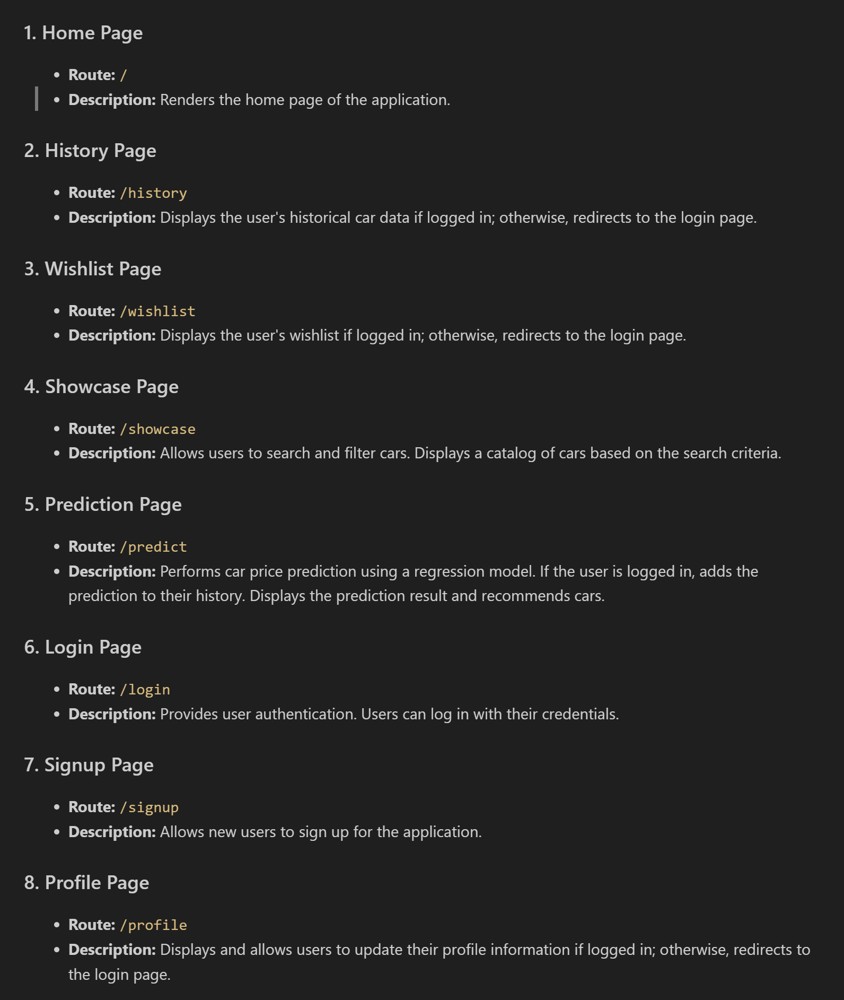 1. Home Page
• Route: /
• Description: Renders the home page of the application.
2. History Page
• Route: /history
• Description: Displays the user's historical car data if logged in; otherwise, redirects to the login page.
3. Wishlist Page
• Route: /wishlist
• Description: Displays the user's wishlist if logged in; otherwise, redirects to the login page.
4. Showcase Page
• Route: /showcase
• Description: Allows users to search and filter cars. Displays a catalog of cars based on the search criteria.
5. Prediction Page
• Route: /predict
• Description: Performs car price prediction using a regression model. If the user is logged in, adds the
prediction to their history. Displays the prediction result and recommends cars.
6. Login Page
• Route: /login
• Description: Provides user authentication. Users can log in with their credentials.
7. Signup Page
• Route: /signup
• Description: Allows new users to sign up for the application.
8. Profile Page
• Route: /profile
• Description: Displays and allows users to update their profile information if logged in; otherwise, redirects to
the login page.